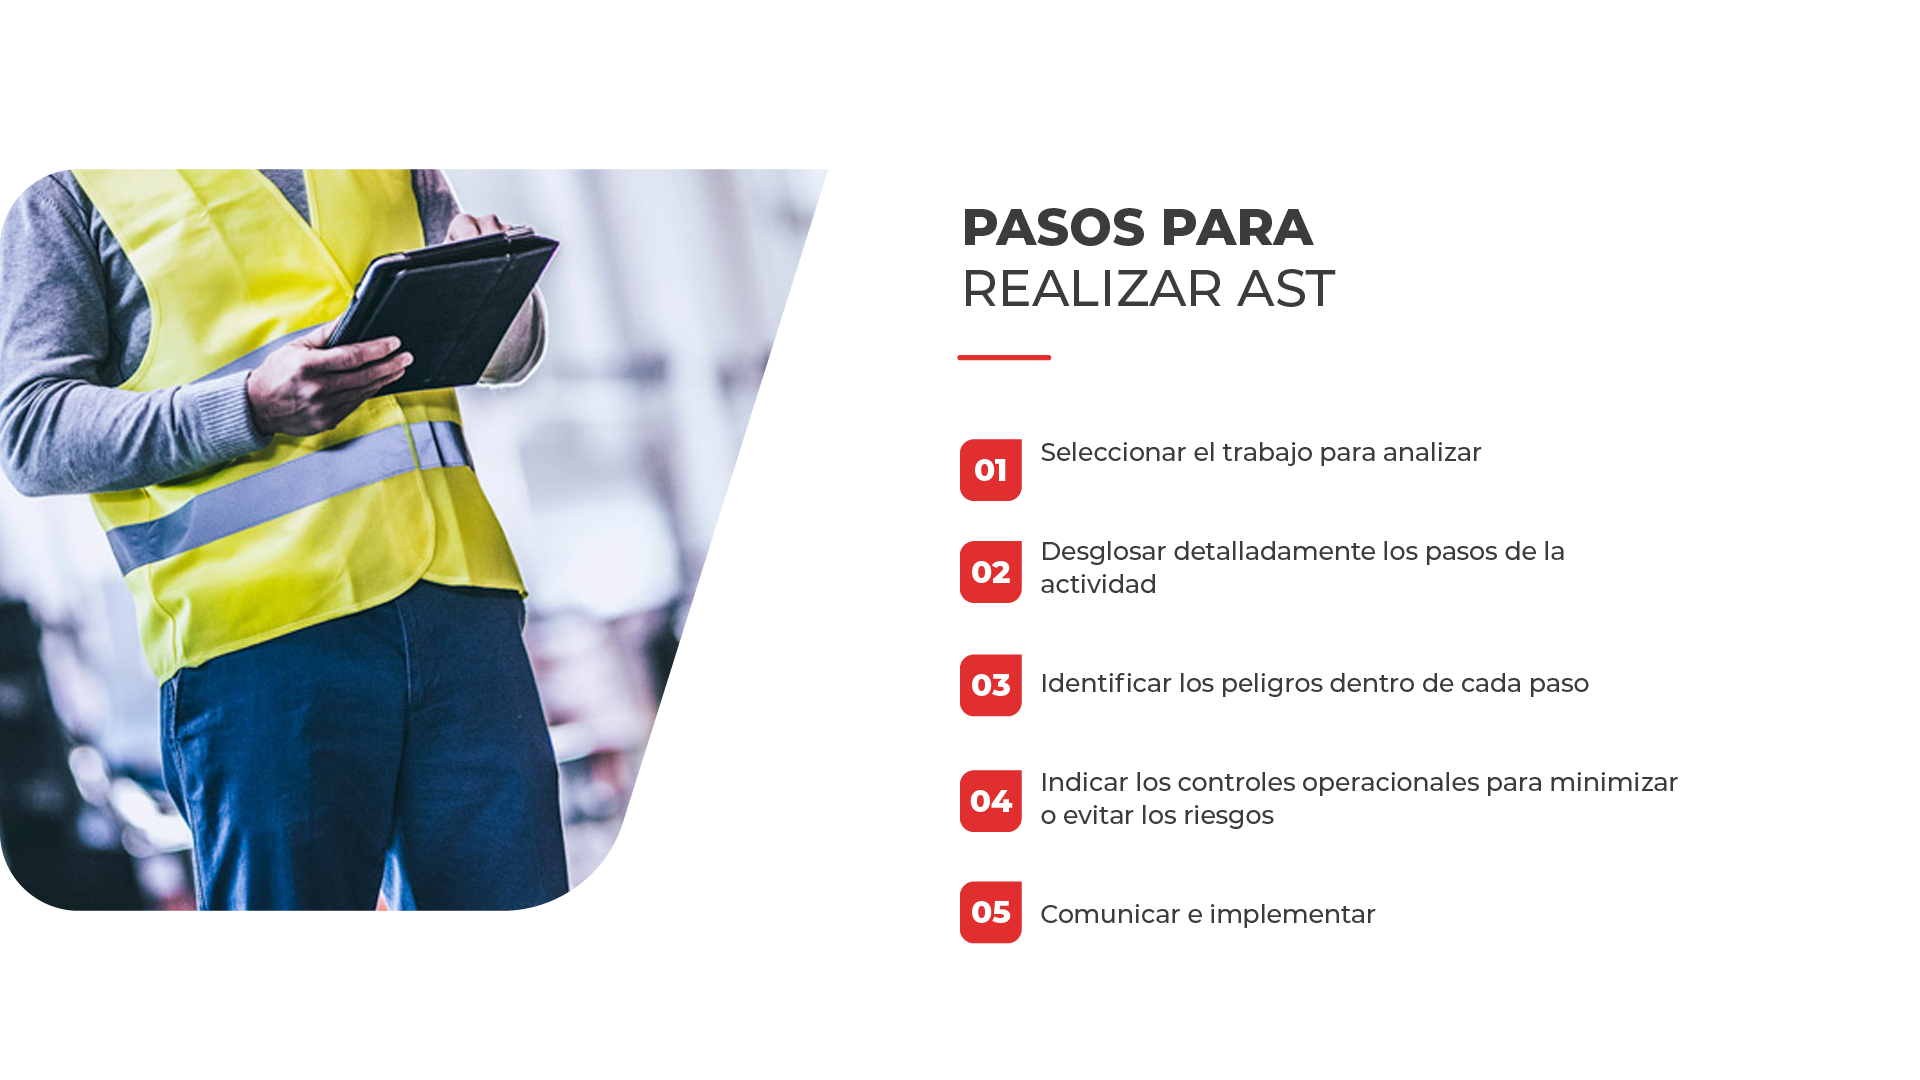 PASOS PARA
REALIZAR AST
01
Seleccionar el trabajo para analizar
02
Desglosar detalladamente los pasos de la
actividad
03
Identificar los peligros dentro de cada paso
04
Indicar los controles operacionales para minimizar
o evitar los riesgos
05
Comunicar e implementar